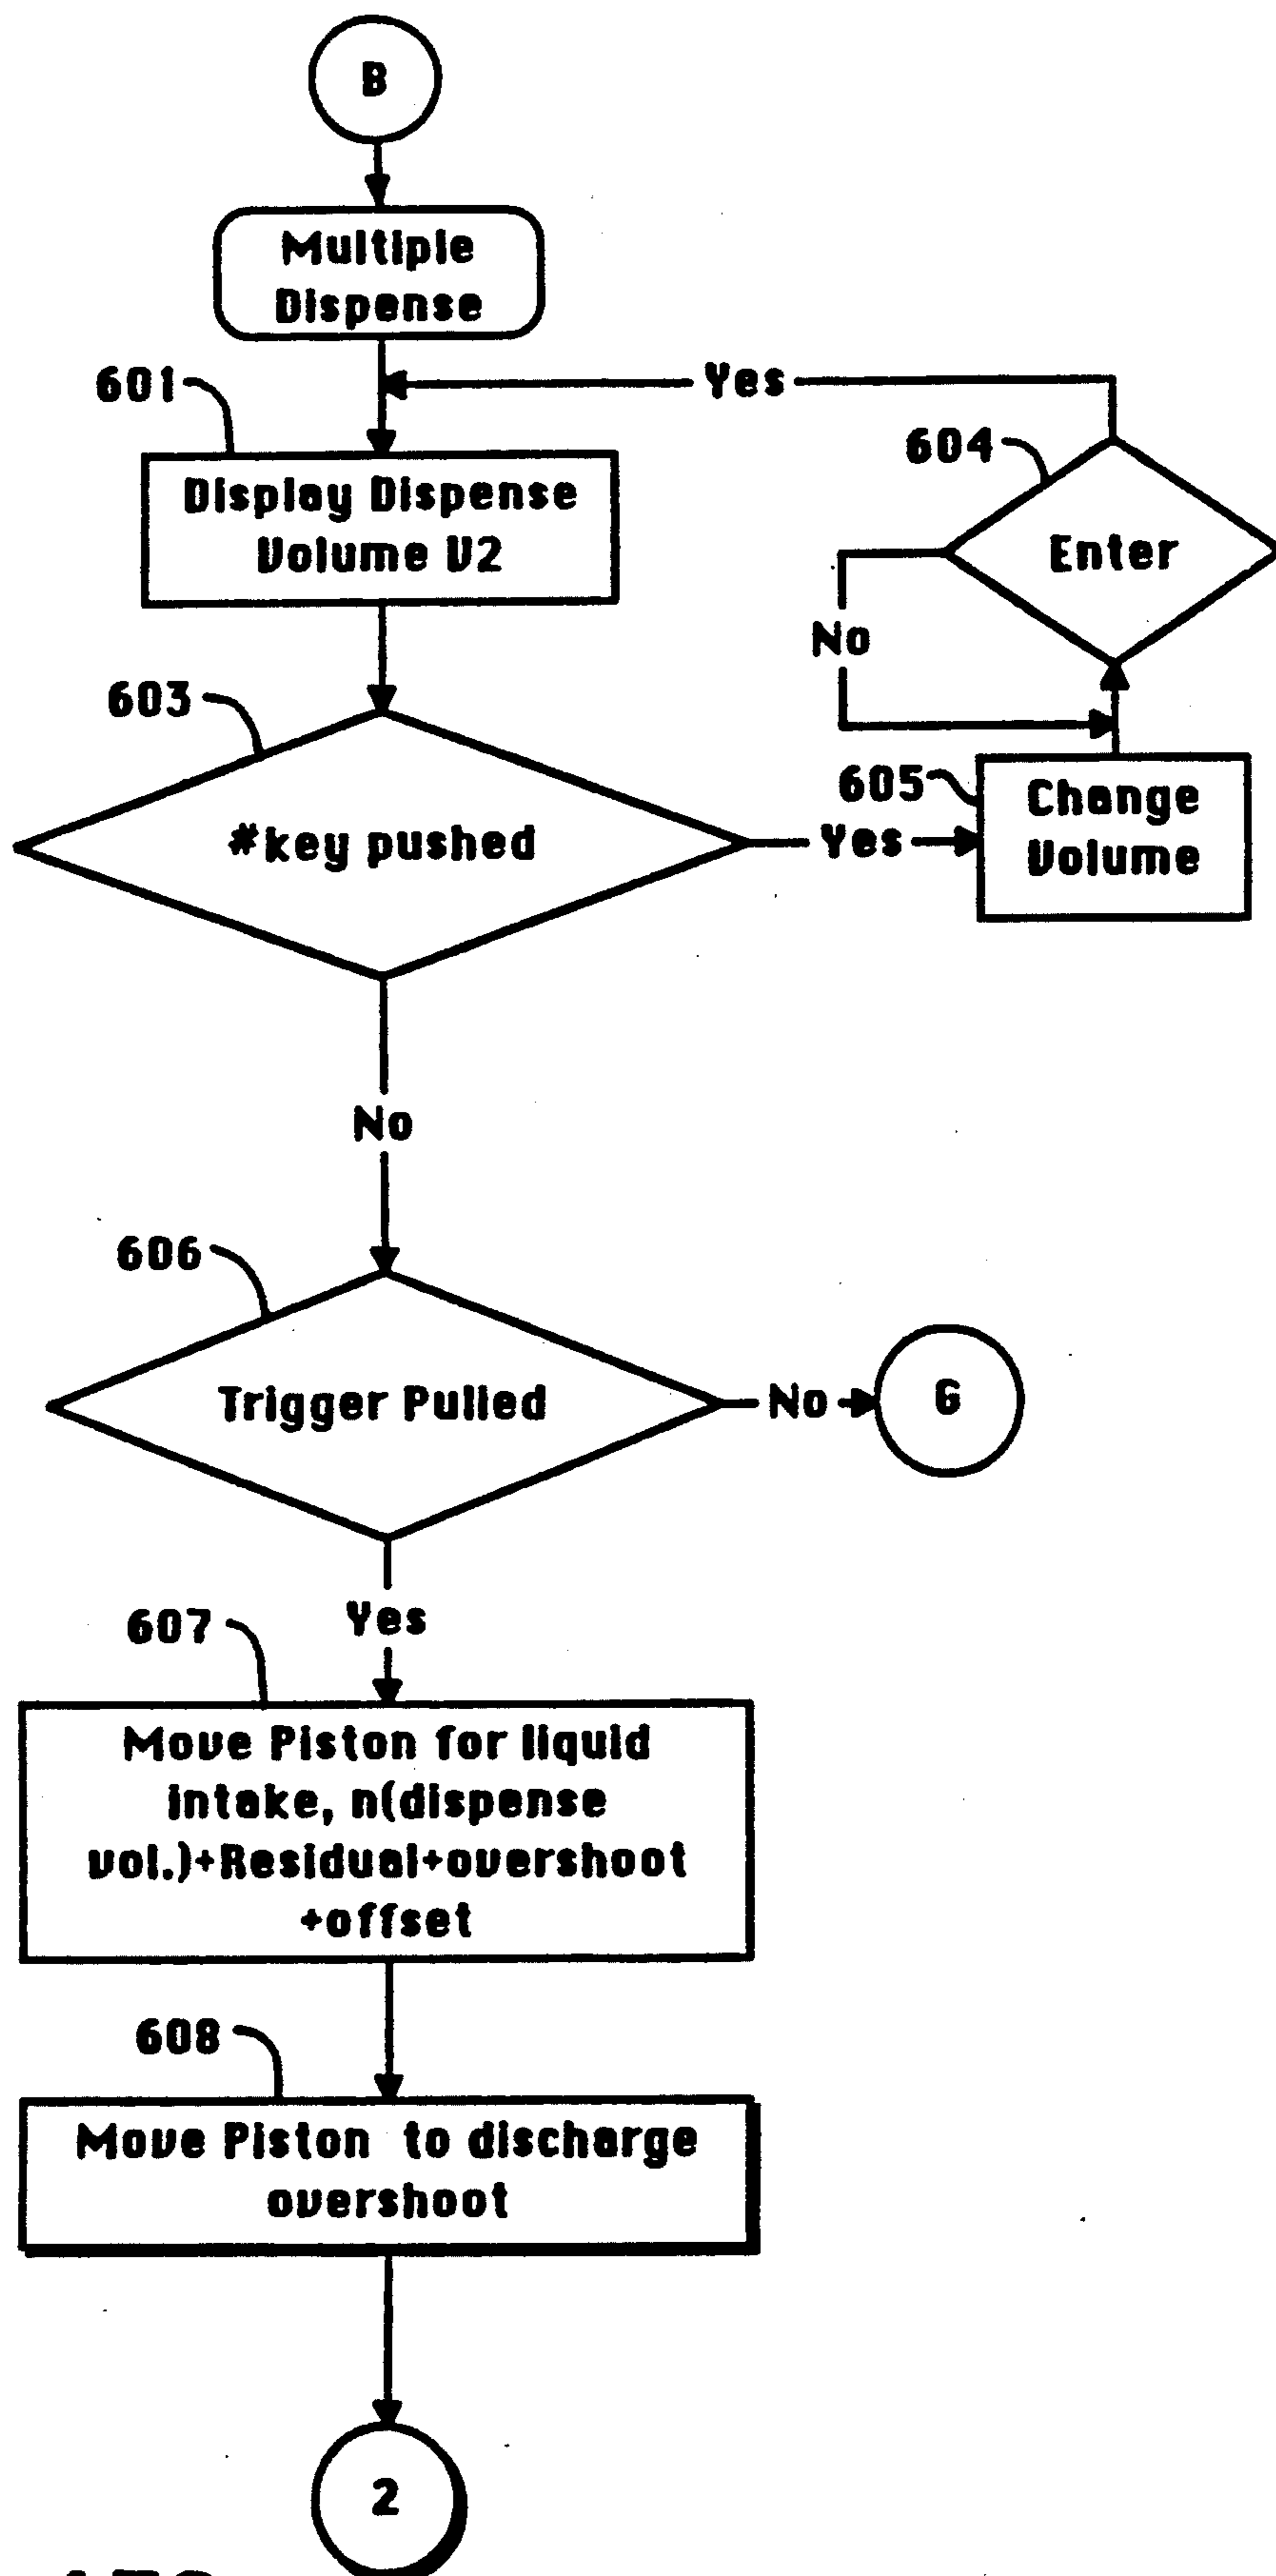 B
Multiple
Dispense
601
Yes
604
Display Dispense
Volume V2
Enter
No
603
605
Change
Volume
#key pushed
Yes
No
606
Trigger Pulled
No
G
Yes
607
Move Piston for liquid
intake, n(dispense
vol.)+Residual+overshoot
+offset
608
Move Piston to discharge
overshoot
2